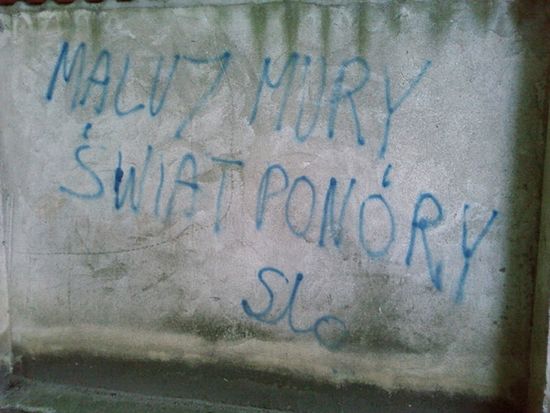 MALUJ MURY
ŚWIAT PONÓRY
Slo